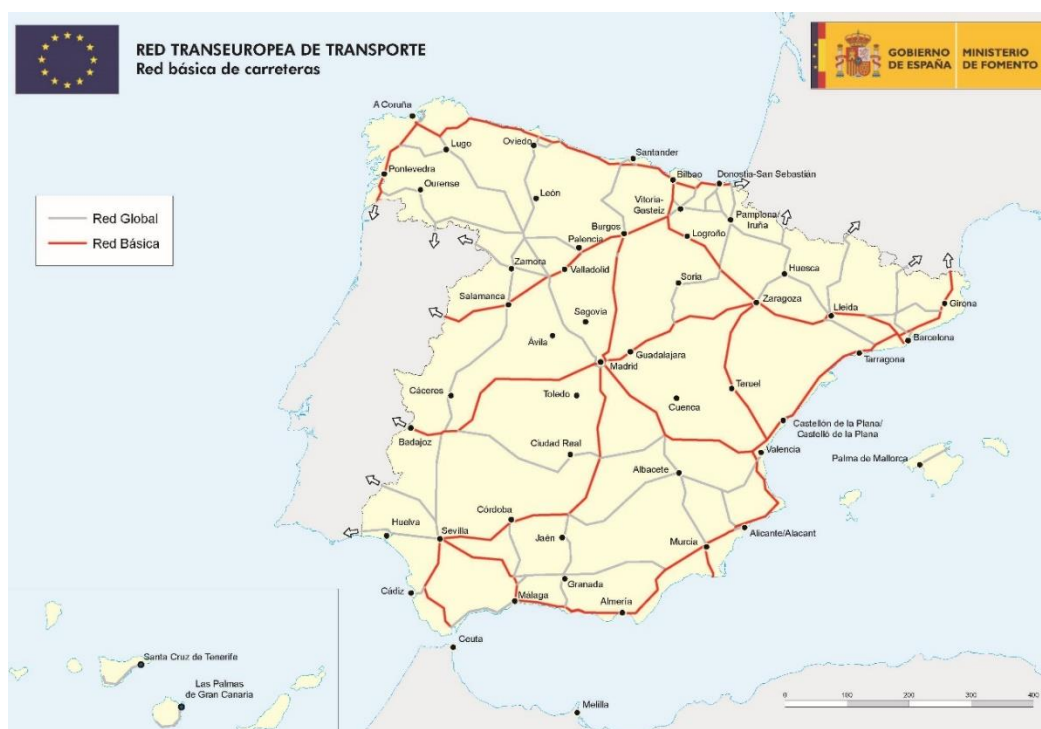 RED TRANSEUROPEA DE TRANSPORTE
Red básica de carreteras
GOBIERNO
DE ESPAÑA
MINISTERIO
DE FOMENTO
Red Global
Red Básica
A Coruña
Lugo
Oviedo
Santander
Bilbao
Donostia-San Sebastián
Pontevedra
Ourense
León
Vitoria-
Gasteiz
Pamplona/
Iruña
Burgos
Logroño
Palencia
Zamora
Valladolid
Soria
Huesca
Zaragoza
Lleida
Girona
Salamanca
Segovia
Barcelona
Tarragona
Ávila
Guadalajara
Madrid
Teruel
Cáceres
Toledo
Cuenca
Castellón de la Plana/
Castelló de la Plana
Badajoz
Ciudad Real
Valencia
Albacete
Palma de Mallorca
Huelva
Sevilla
Córdoba
Jaén
Murcia
Alicante/Alacant
Cádiz
Málaga
Granada
Almería
Ceuta
Melilla
Santa Cruz de Tenerife
Las Palmas
de Gran Canaria
0 100 200 300 400